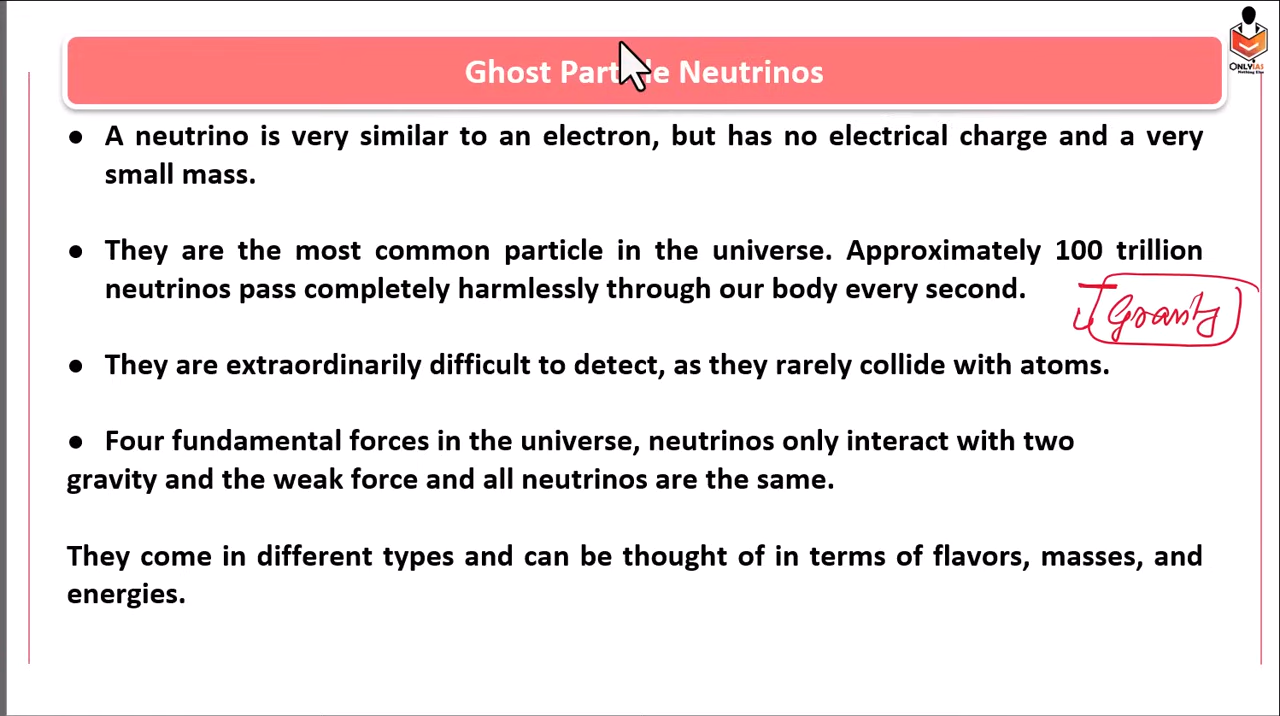 Ghost Particle Neutrinos
ONLYIAS
Nothing Else
● A neutrino is very similar to an electron, but has no electrical charge and a very
small mass.
● They are the most common particle in the universe. Approximately 100 trillion
neutrinos pass completely harmlessly through our body every second.
Gravity
● They are extraordinarily difficult to detect, as they rarely collide with atoms.
● Four fundamental forces in the universe, neutrinos only interact with two
gravity and the weak force and all neutrinos are the same.
They come in different types and can be thought of in terms of flavors, masses, and
energies.